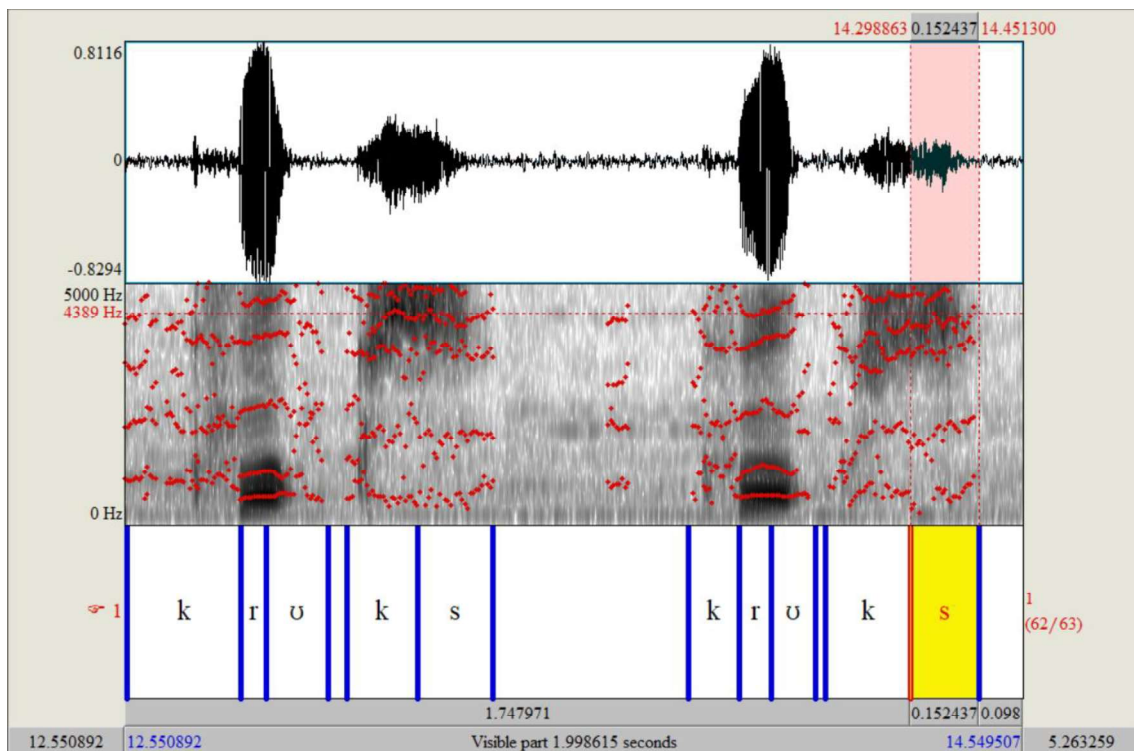 14.298863 0.152437 14.451300
0.8116
0
-0.8294
5000 Hz
4389 Hz
0 Hz
1 k r ʊ k s k r ʊ k s 1
(62/63)
1.747971 0.152437 0.098
12.550892 12.550892 Visible part 1.998615 seconds 14.549507 5.263259